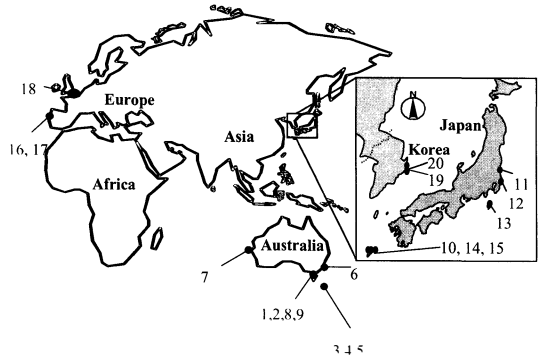 18
Europe
16, 17
Asia
Africa
N
Japan
Korea
20
19
11
12
13
10, 14, 15
Australia
7
6
1,2,8,9
3,4,5